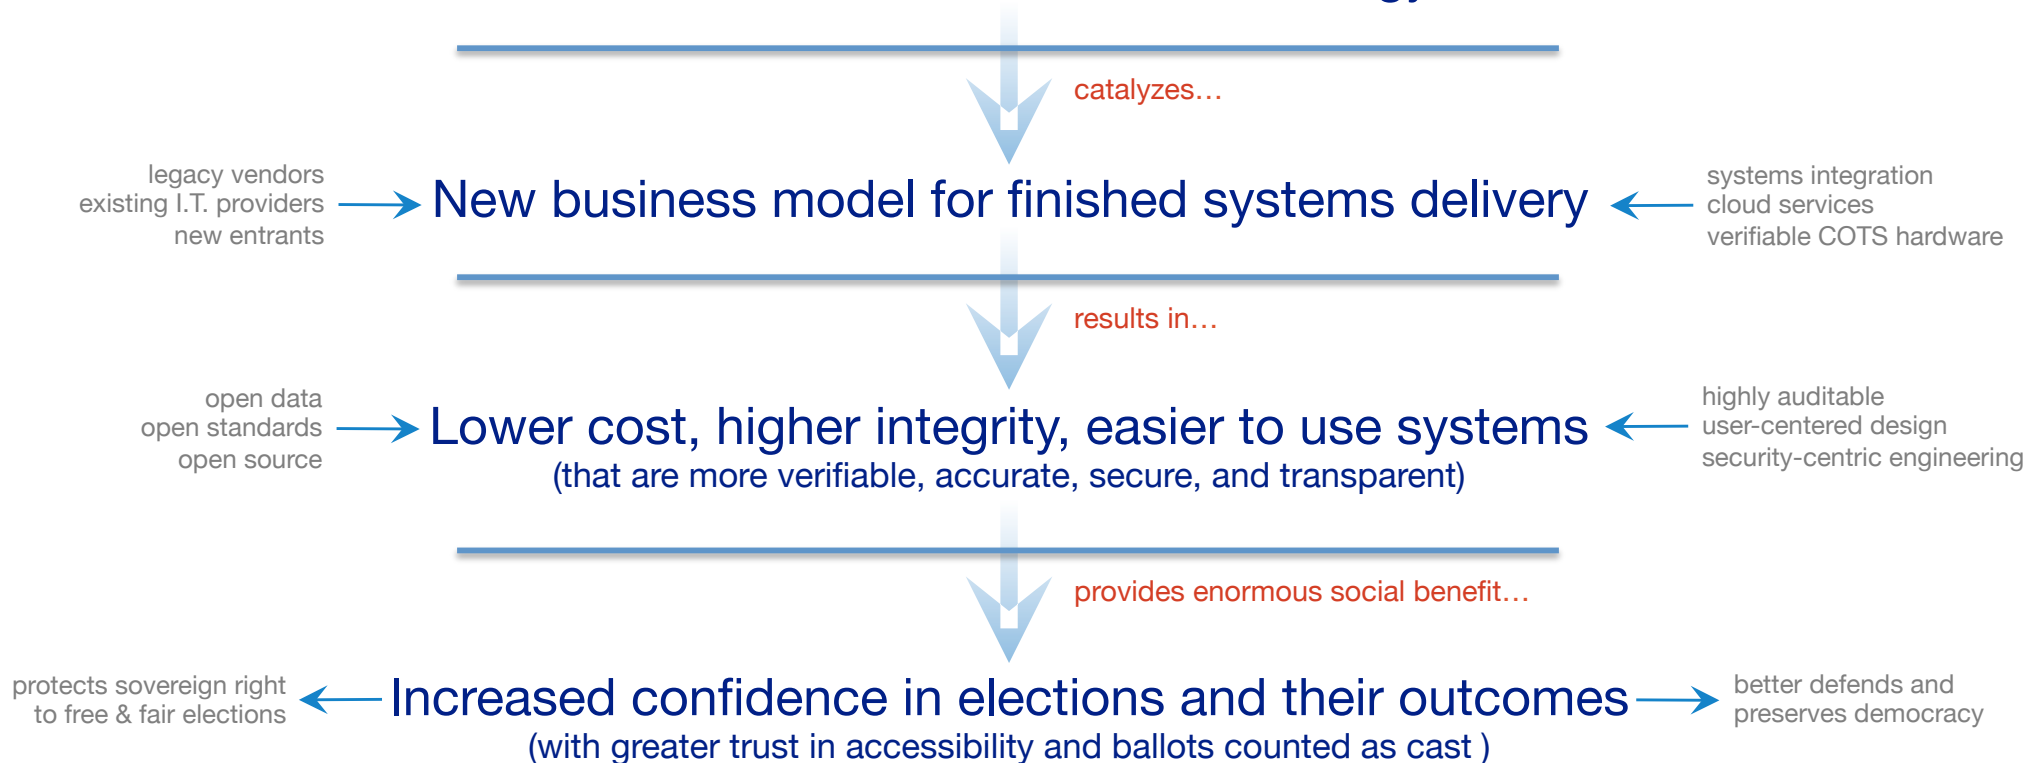 catalyzes…
legacy vendors
existing I.T. providers
new entrants
New business model for finished systems delivery
systems integration
cloud services
verifiable COTS hardware
results in…
open data
open standards
open source
Lower cost, higher integrity, easier to use systems
(that are more verifiable, accurate, secure, and transparent)
highly auditable
user-centered design
security-centric engineering
provides enormous social benefit…
protects sovereign right
to free & fair elections
Increased confidence in elections and their outcomes
(with greater trust in accessibility and ballots counted as cast )
better defends and
preserves democracy